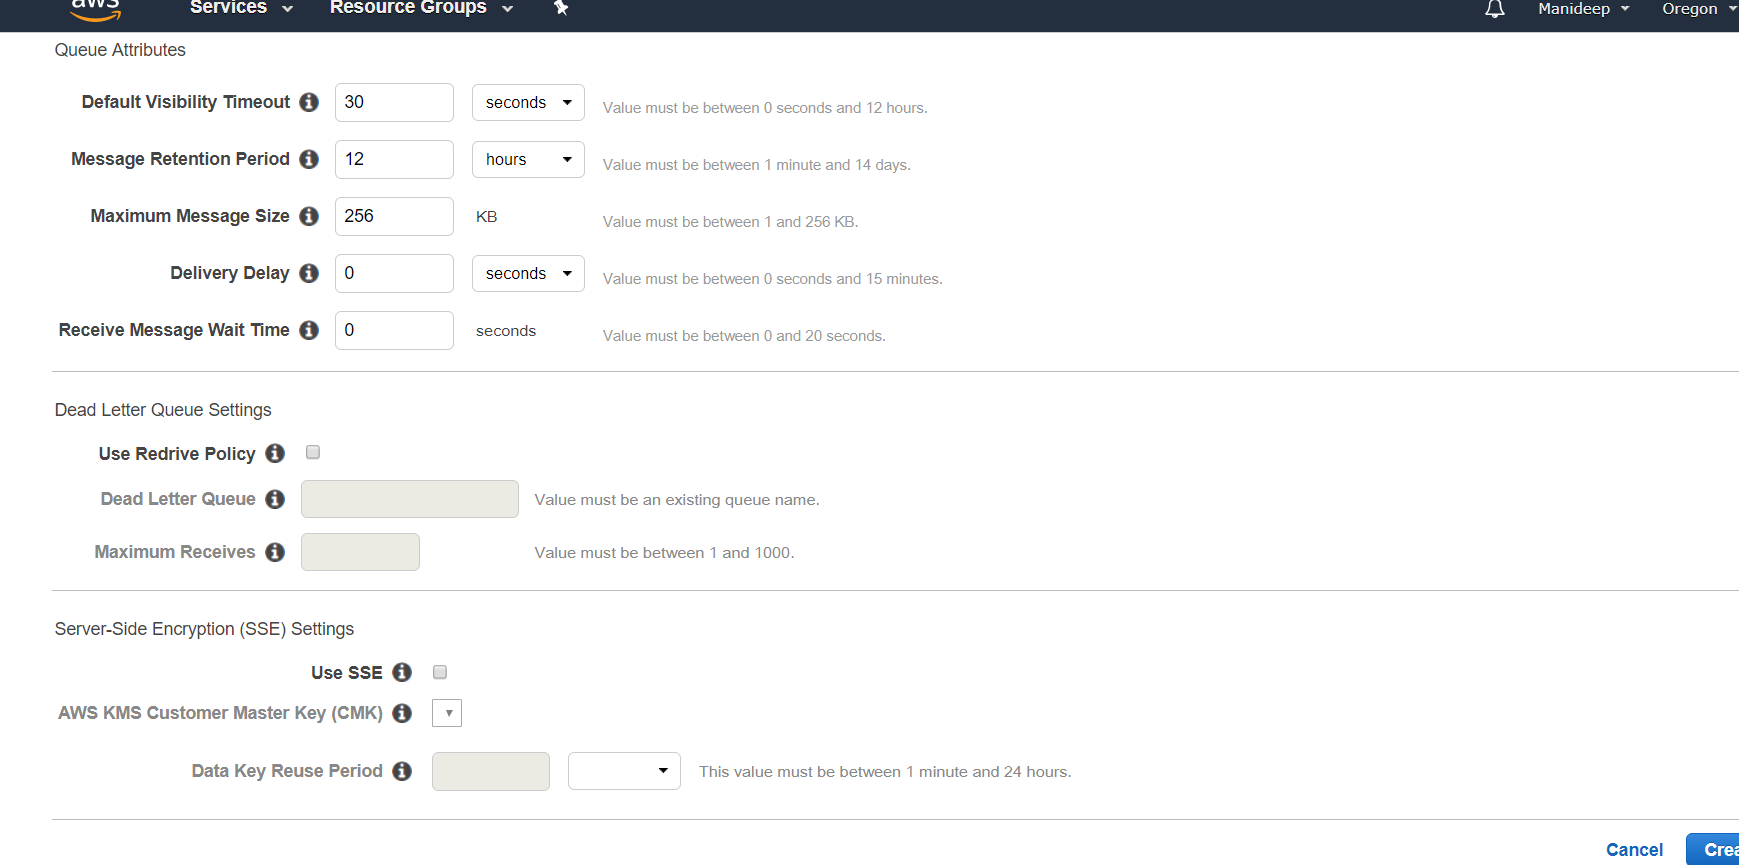 aws Services Resource Groups Manideep Oregon
Queue Attributes
Default Visibility Timeout 30 seconds Value must be between 0 seconds and 12 hours.
Message Retention Period 12 hours Value must be between 1 minute and 14 days.
Maximum Message Size 256 KB Value must be between 1 and 256 KB.
Delivery Delay 0 seconds Value must be between 0 seconds and 15 minutes.
Receive Message Wait Time 0 seconds Value must be between 0 and 20 seconds.
Dead Letter Queue Settings
Use Redrive Policy
Dead Letter Queue Value must be an existing queue name.
Maximum Receives Value must be between 1 and 1000.
Server-Side Encryption (SSE) Settings
Use SSE
AWS KMS Customer Master Key (CMK)
Data Key Reuse Period This value must be between 1 minute and 24 hours.
Cancel